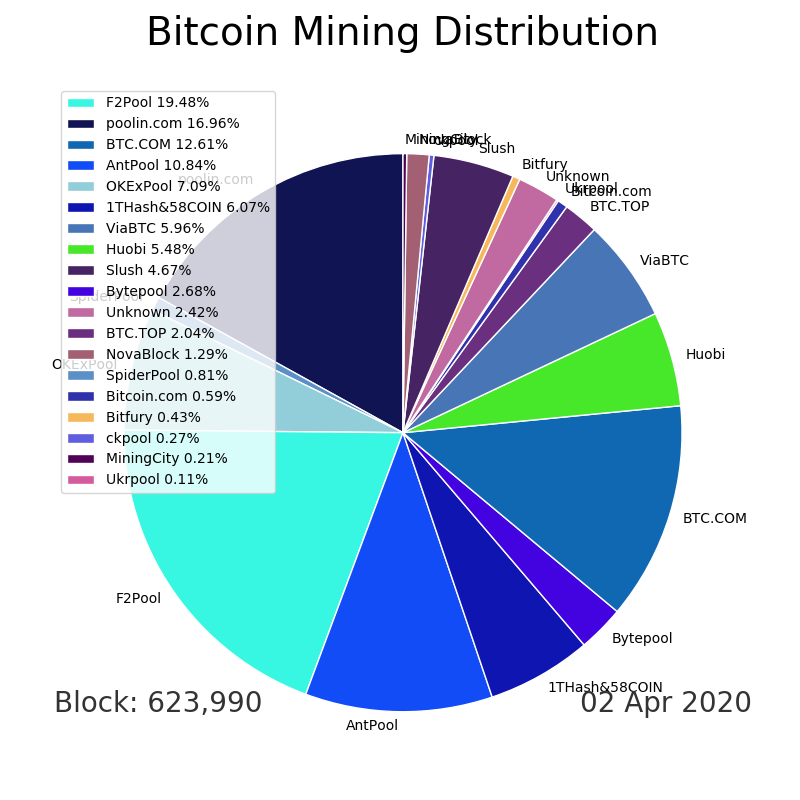 Bitcoin Mining Distribution
F2Pool 19.48%
poolin.com 16.96%
BTC.COM 12.61%
AntPool 10.84%
OKExPool 7.09%
1THash&58COIN 6.07%
ViaBTC 5.96%
Huobi 5.48%
Slush 4.67%
Bytepool 2.68%
Unknown 2.42%
BTC.TOP 2.04%
NovaBlock 1.29%
SpiderPool 0.81%
Bitcoin.com 0.59%
Bitfury 0.43%
ckpool 0.27%
MiningCity 0.21%
Ukrpool 0.11%
MiningCity
NovaBlock
ckpool
Slush
Bitfury
Unknown
Ukrpool
Bitcoin.com
BTC.TOP
ViaBTC
Huobi
BTC.COM
Bytepool
1THash&58COIN
AntPool
F2Pool
OKExPool
SpiderPool
poolin.com
Block: 623,990
02 Apr 2020